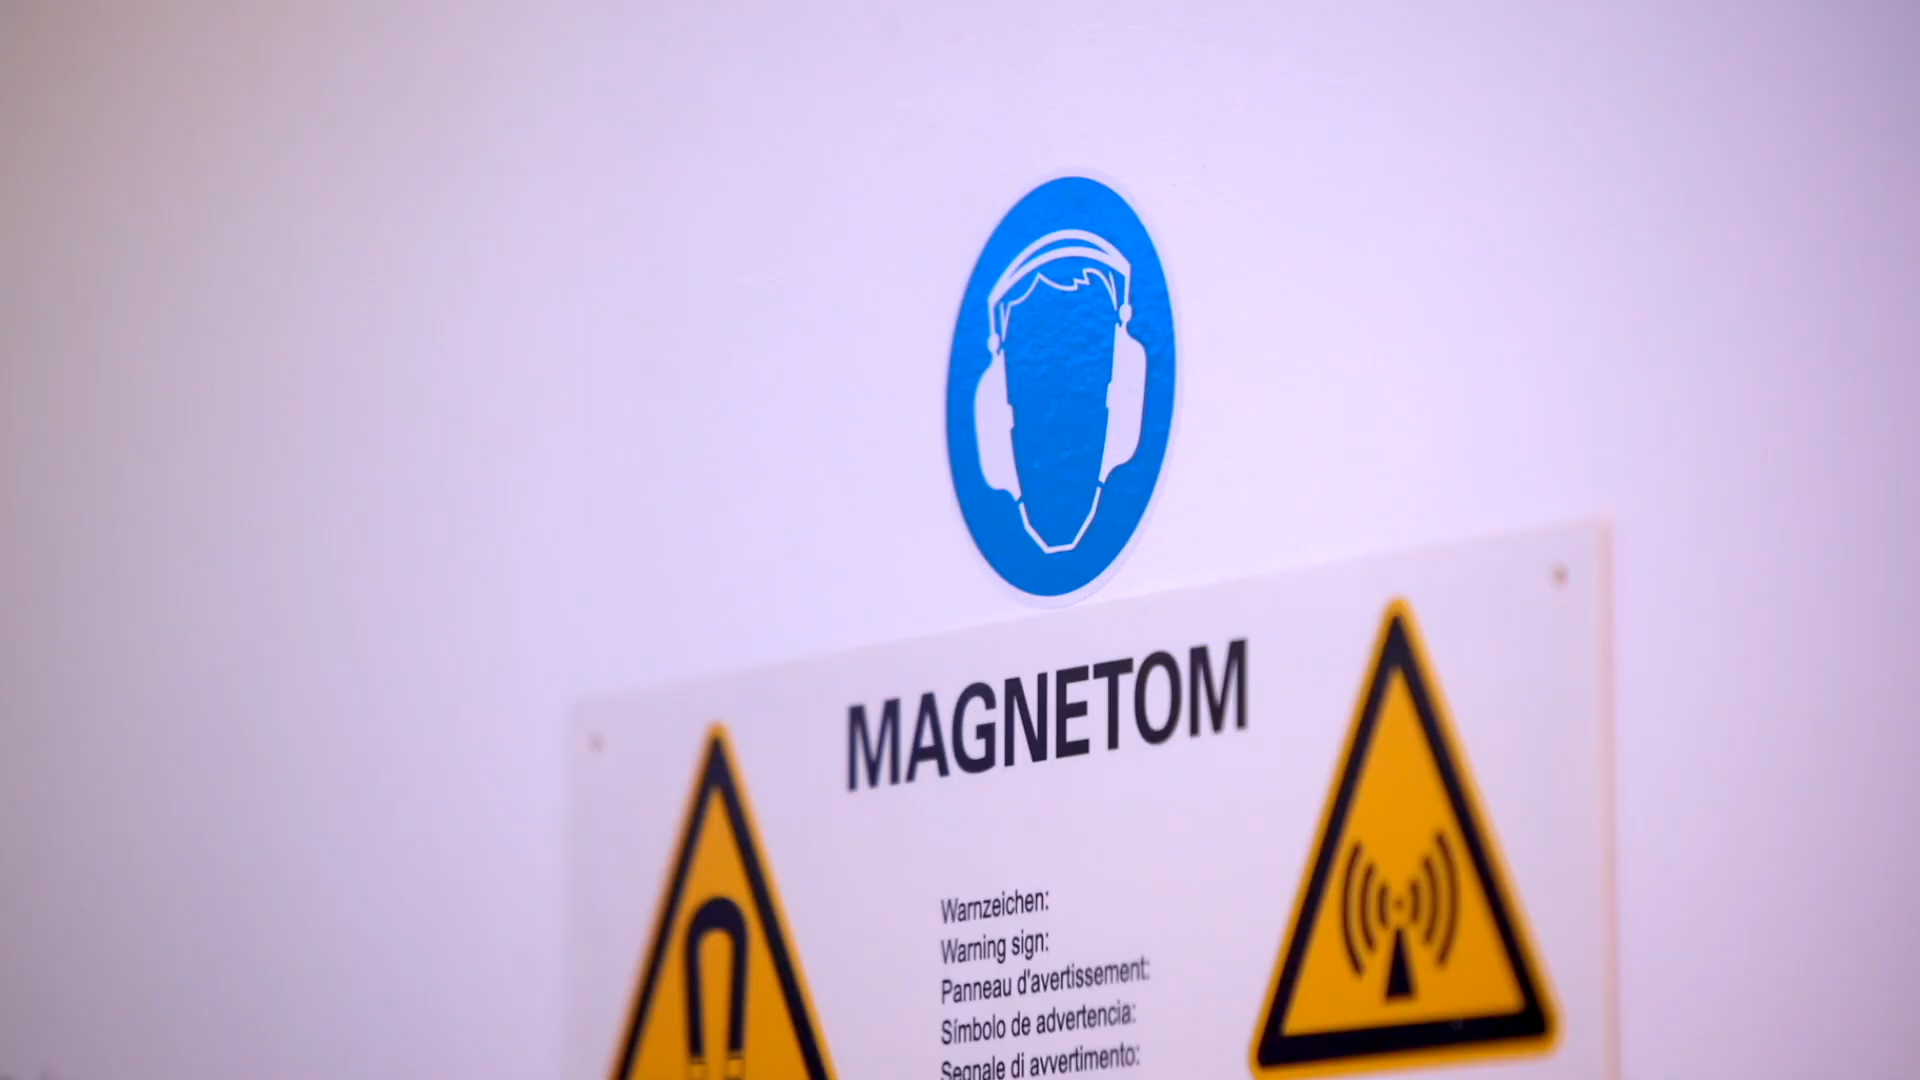 MAGNETOM
Warnzeichen:
Warning sign:
Panneau d'avertissement:
Símbolo de advertencia:
Segnale di avvertimento: